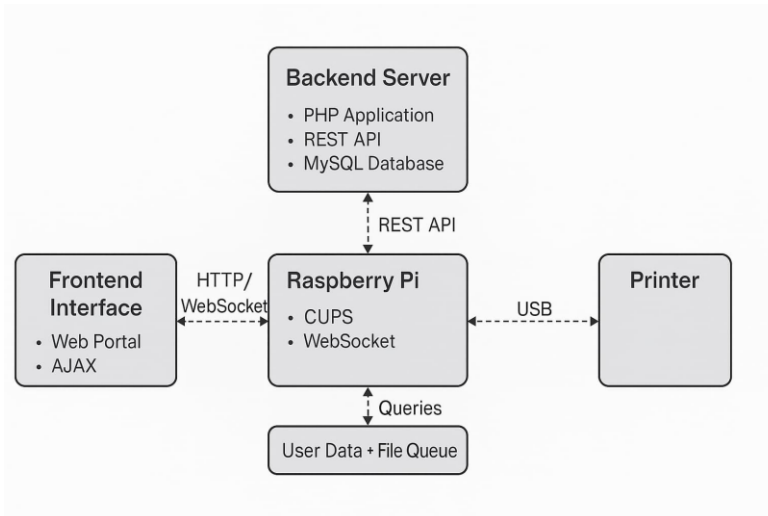 Backend Server
• PHP Application
• REST API
• MySQL Database
REST API
Frontend
Interface
• Web Portal
• AJAX
HTTP/
WebSocket
Raspberry Pi
• CUPS
• WebSocket
USB
Printer
Queries
User Data + File Queue